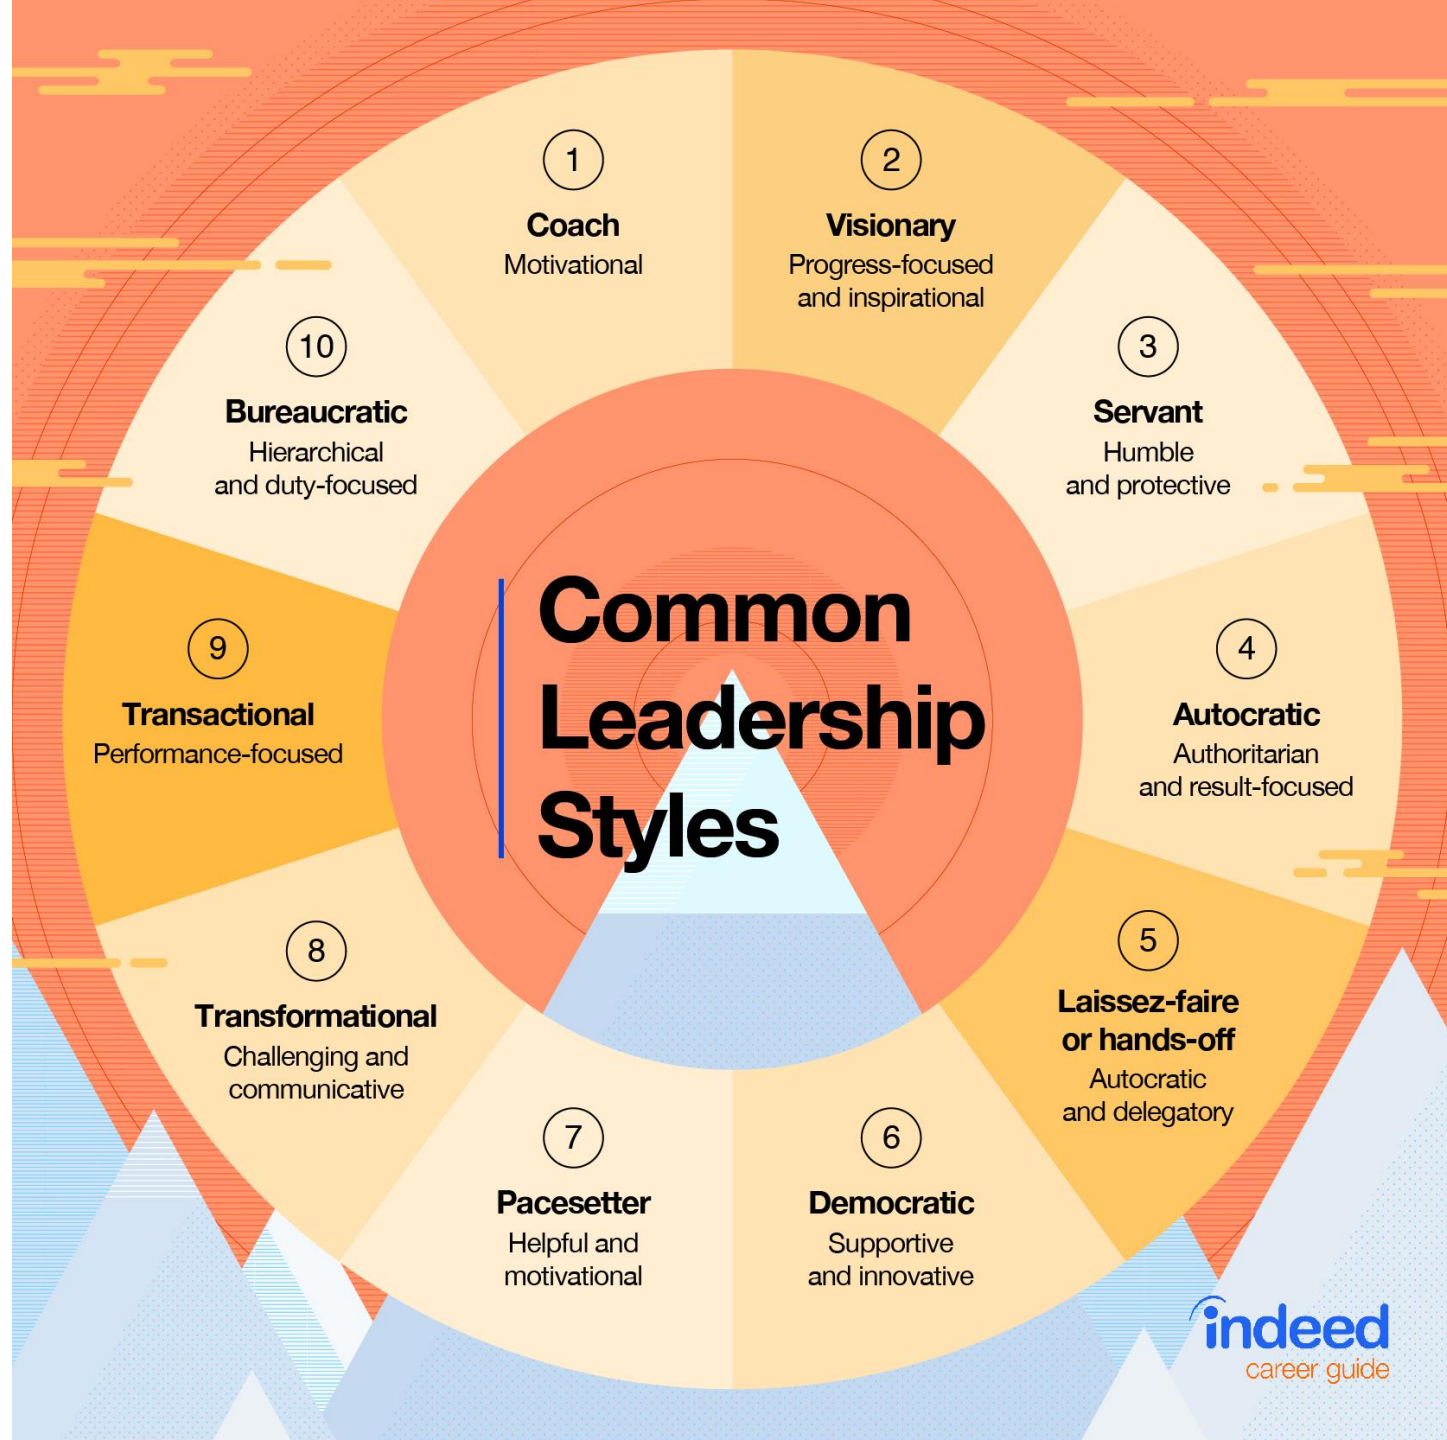 Common
Leadership
Styles
1
Coach
Motivational
2
Visionary
Progress-focused
and inspirational
3
Servant
Humble
and protective
4
Autocratic
Authoritarian
and result-focused
5
Laissez-faire
or hands-off
Autocratic
and delegatory
6
Democratic
Supportive
and innovative
7
Pacesetter
Helpful and
motivational
8
Transformational
Challenging and
communicative
9
Transactional
Performance-focused
10
Bureaucratic
Hierarchical
and duty-focused
indeed
career guide